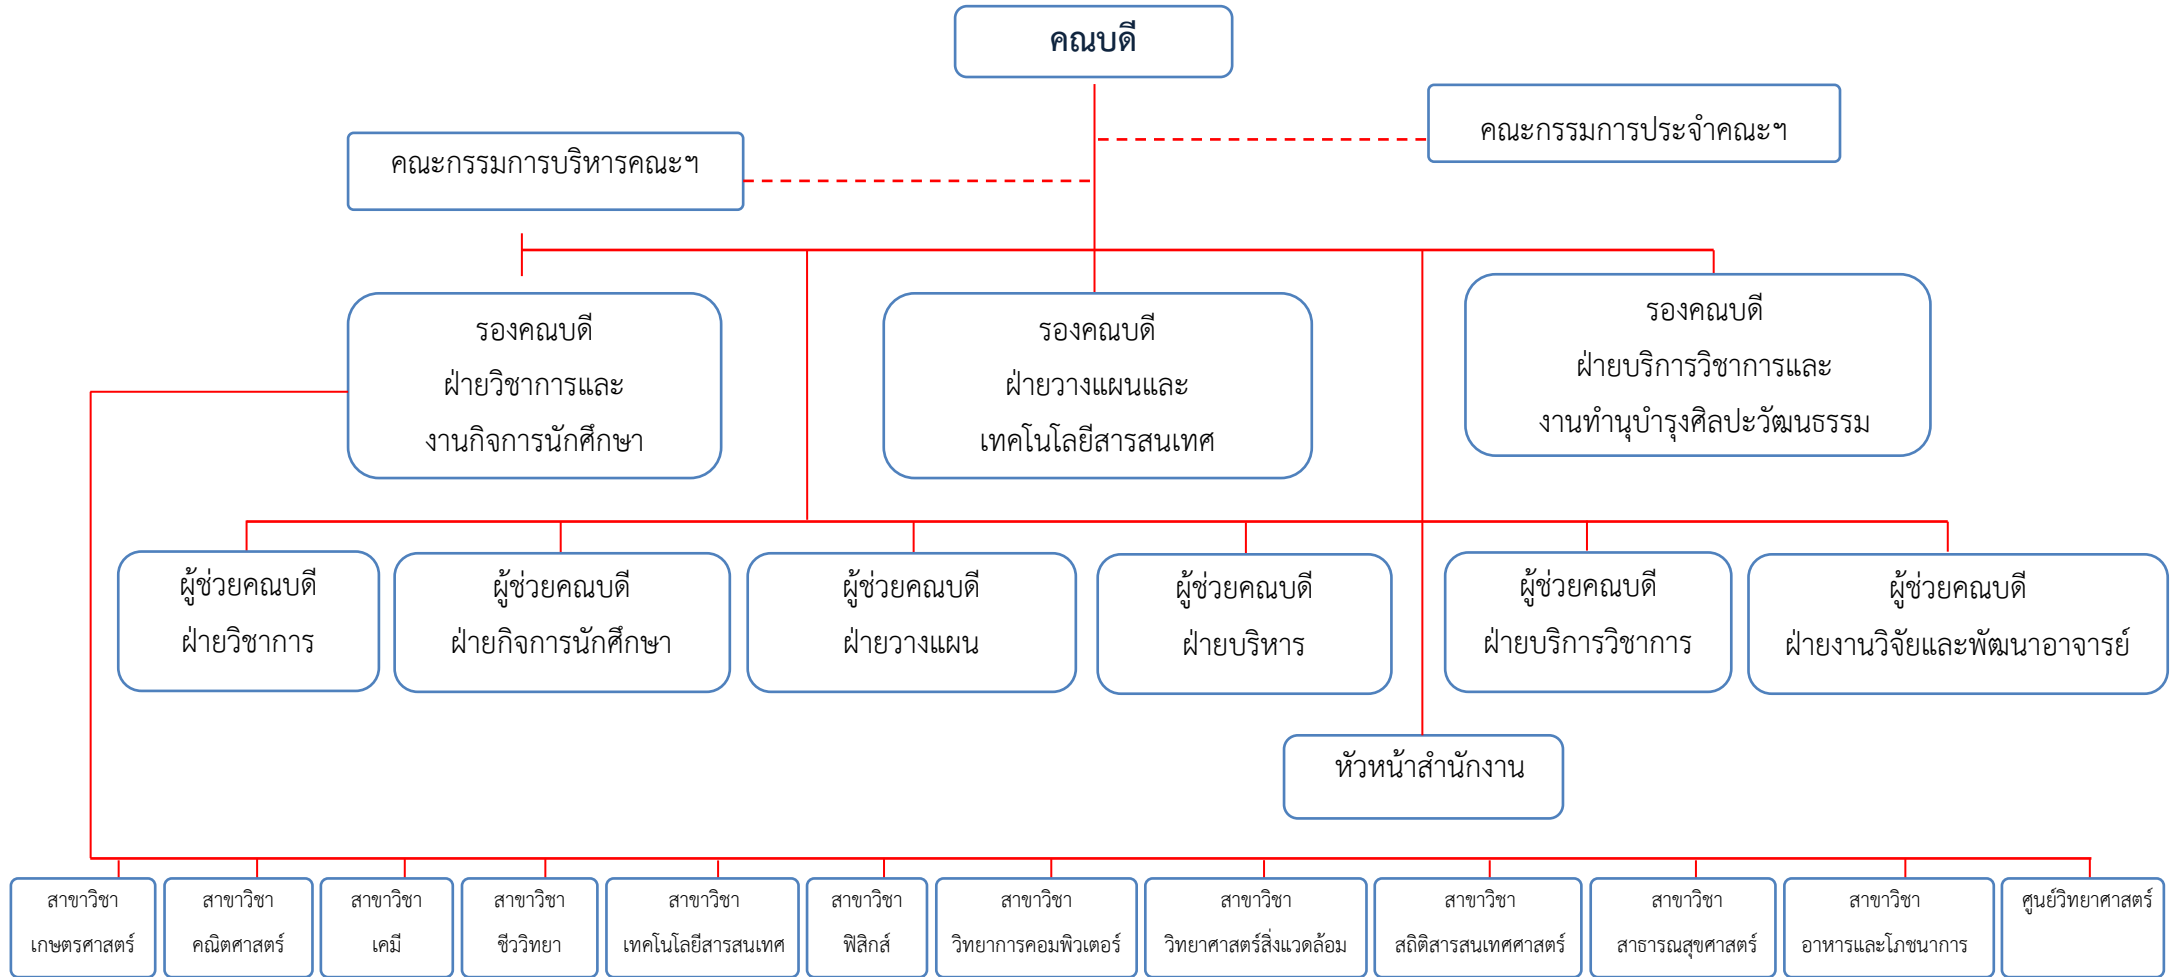 คณบดี
คณะกรรมการประจำคณะฯ
คณะกรรมการบริหารคณะฯ
รองคณบดี
ฝ่ายวิชาการและ
งานกิจการนักศึกษา
รองคณบดี
ฝ่ายวางแผนและ
เทคโนโลยีสารสนเทศ
รองคณบดี
ฝ่ายบริการวิชาการและ
งานทำนุบำรุงศิลปะวัฒนธรรม
ผู้ช่วยคณบดี
ฝ่ายวิชาการ
ผู้ช่วยคณบดี
ฝ่ายกิจการนักศึกษา
ผู้ช่วยคณบดี
ฝ่ายวางแผน
ผู้ช่วยคณบดี
ฝ่ายบริหาร
ผู้ช่วยคณบดี
ฝ่ายบริการวิชาการ
ผู้ช่วยคณบดี
ฝ่ายงานวิจัยและพัฒนาอาจารย์
หัวหน้าสำนักงาน
สาขาวิชา
เกษตรศาสตร์
สาขาวิชา
คณิตศาสตร์
สาขาวิชา
เคมี
สาขาวิชา
ชีววิทยา
สาขาวิชา
เทคโนโลยีสารสนเทศ
สาขาวิชา
ฟิสิกส์
สาขาวิชา
วิทยาการคอมพิวเตอร์
สาขาวิชา
วิทยาศาสตร์สิ่งแวดล้อม
สาขาวิชา
สถิติสารสนเทศศาสตร์
สาขาวิชา
สาธารณสุขศาสตร์
สาขาวิชา
อาหารและโภชนาการ
ศูนย์วิทยาศาสตร์